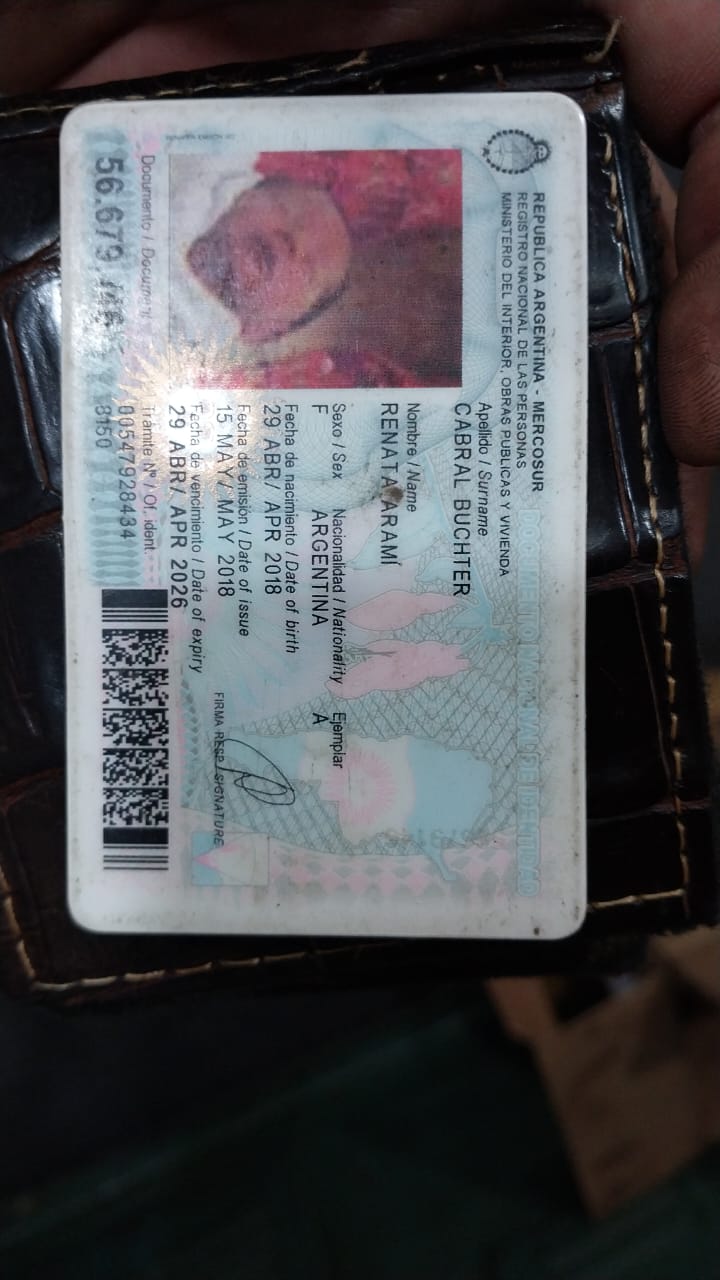 REPUBLICA ARGENTINA - MERCOSUR
REGISTRO NACIONAL DE LAS PERSONAS
MINISTERIO DEL INTERIOR, OBRAS PUBLICAS Y VIVIENDA
DOCUMENTO NACIONAL DE IDENTIDAD
Apellido / Surname
CABRAL BUCHTER
Nombre / Name
RENATA ARAMÍ
Sexo / Sex Nacionalidad / Nationality Ejemplar
F ARGENTINA A
Fecha de nacimiento / Date of birth
29 ABR/ APR 2018
Fecha de emisión / Date of issue
15 MAY/ MAY 2018
Fecha de vencimiento / Date of expiry
29 ABR/ APR 2026
FIRMA RESP. / SIGNATURE
Documento / Document
56.679
Trámite Nº / Of. ident.
00547928434
8150